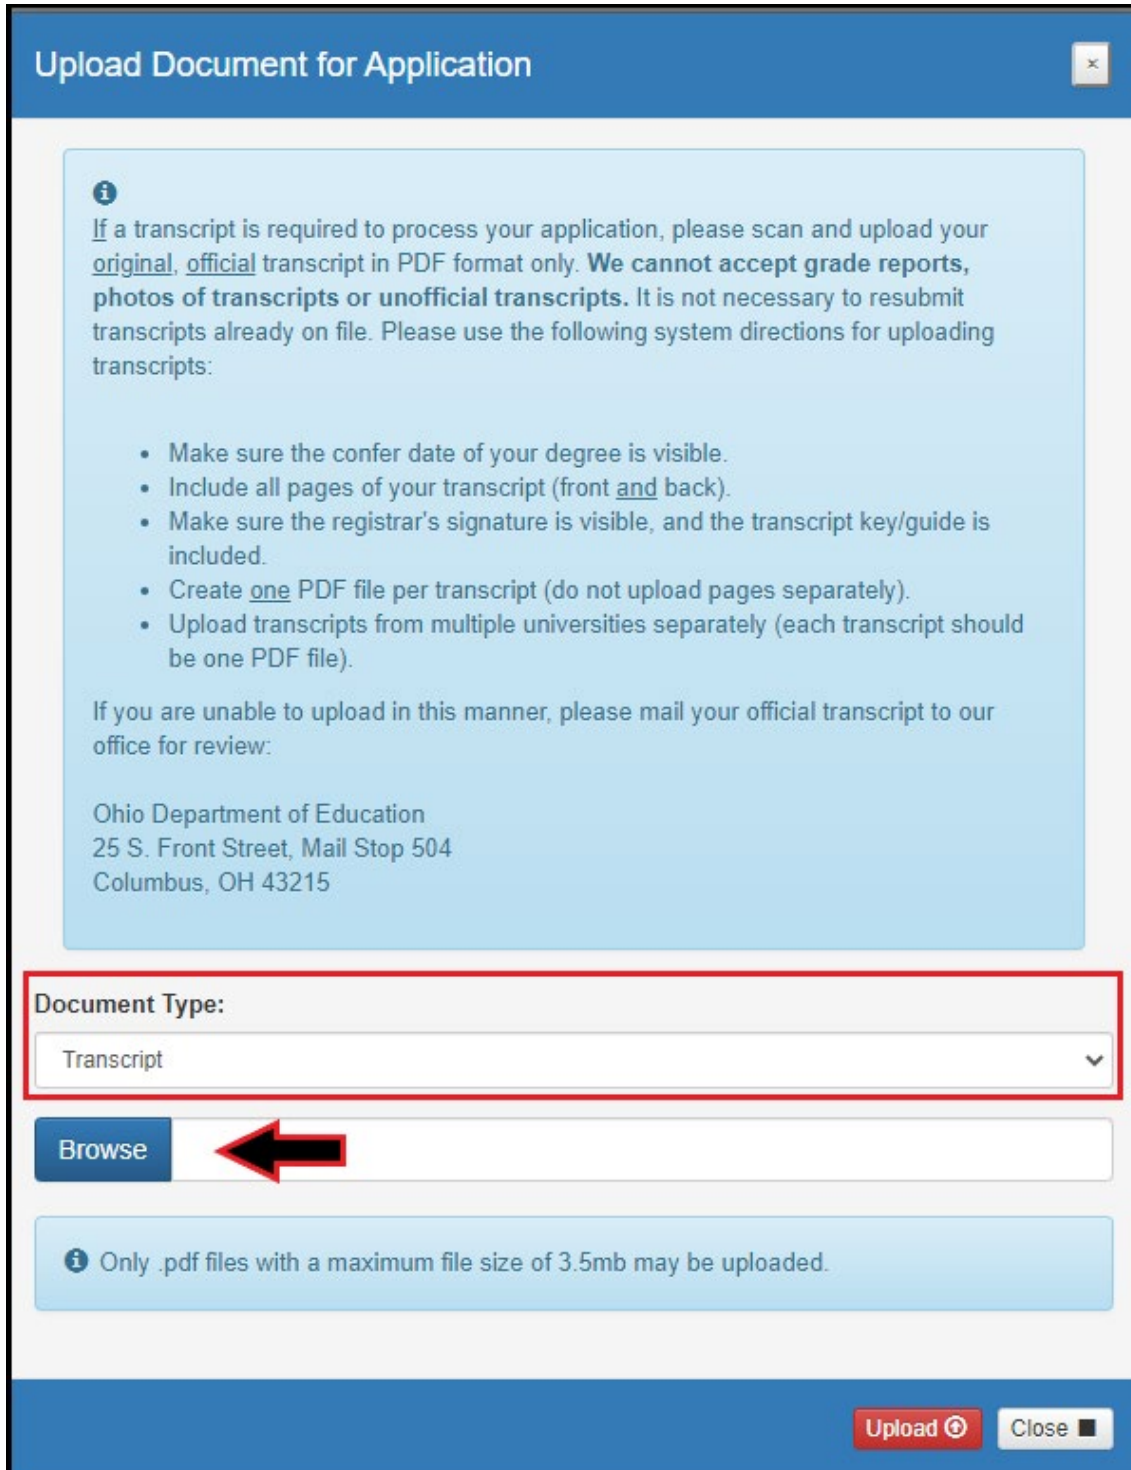 Upload Document for Application
If a transcript is required to process your application, please scan and upload your
original, official transcript in PDF format only. We cannot accept grade reports,
photos of transcripts or unofficial transcripts. It is not necessary to resubmit
transcripts already on file. Please use the following system directions for uploading
transcripts:
• Make sure the confer date of your degree is visible.
• Include all pages of your transcript (front and back).
• Make sure the registrar's signature is visible, and the transcript key/guide is
included.
• Create one PDF file per transcript (do not upload pages separately).
• Upload transcripts from multiple universities separately (each transcript should
be one PDF file).
If you are unable to upload in this manner, please mail your official transcript to our
office for review:
Ohio Department of Education
25 S. Front Street, Mail Stop 504
Columbus, OH 43215
Document Type:
Transcript
Browse
Only .pdf files with a maximum file size of 3.5mb may be uploaded.
Upload
Close